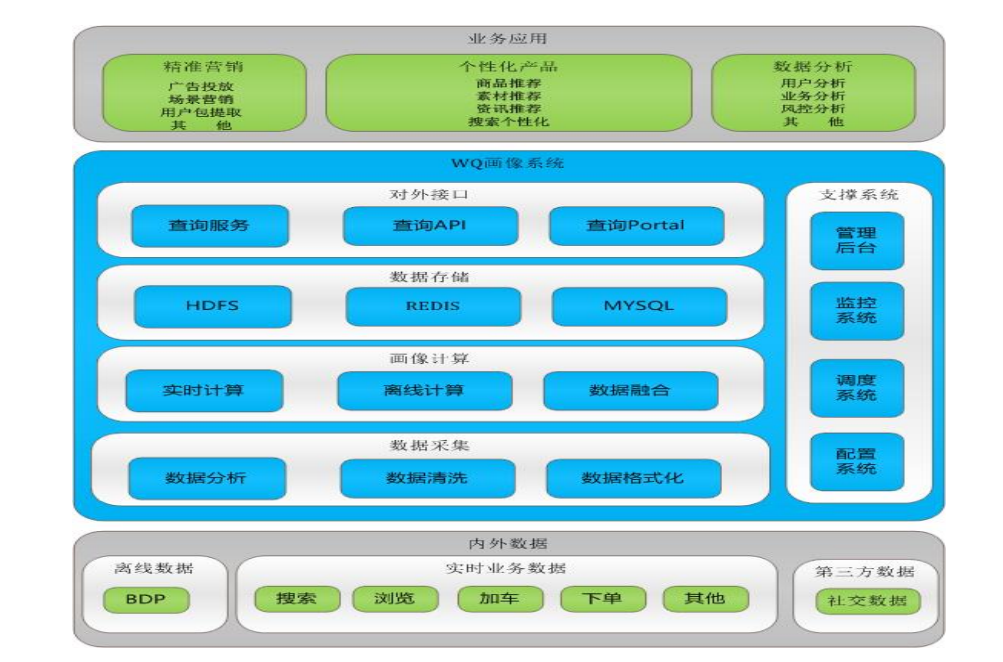 业务应用
精准营销
广告投放
场景营销
用户包提取
其 他
个性化产品
商品推荐
素材推荐
资讯推荐
搜索个性化
数据分析
用户分析
业务分析
风控分析
其 他
WQ画像系统
对外接口
查询服务
查询API
查询Portal
数据存储
HDFS
REDIS
MYSQL
画像计算
实时计算
离线计算
数据融合
数据采集
数据分析
数据清洗
数据格式化
支撑系统
管理
后台
监控
系统
调度
系统
配置
系统
内外数据
离线数据
BDP
实时业务数据
搜索
浏览
加车
下单
其他
第三方数据
社交数据